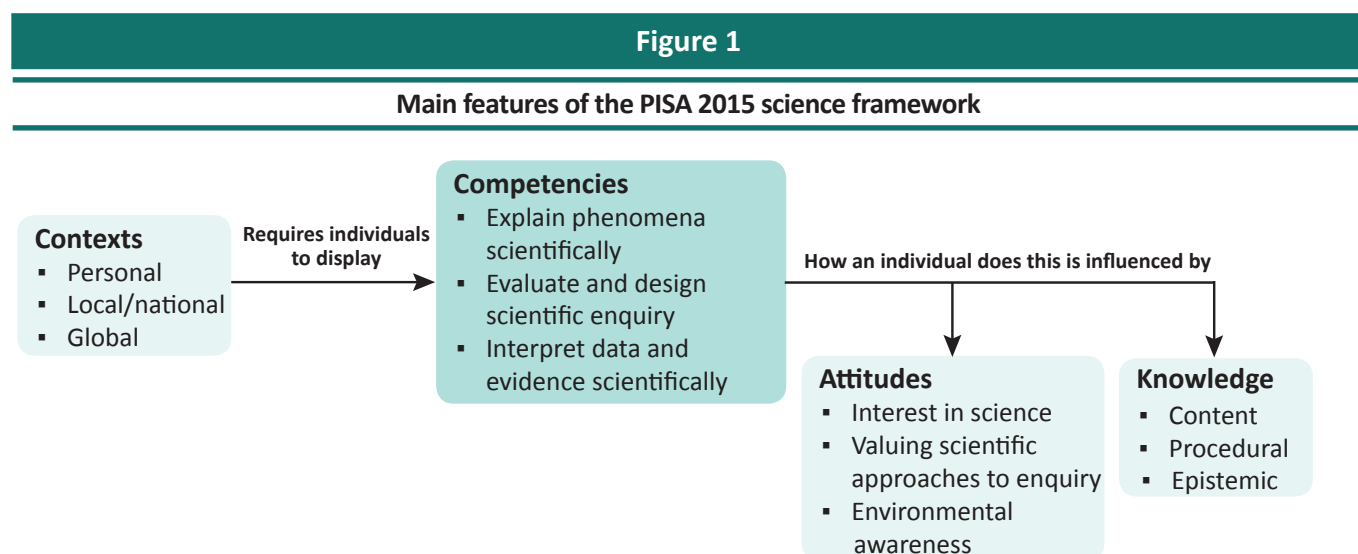 Figure 1
Main features of the PISA 2015 science framework
Contexts
▪ Personal
▪ Local/national
▪ Global
Requires individuals
to display
Competencies
▪ Explain phenomena
scientifically
▪ Evaluate and design
scientific enquiry
▪ Interpret data and
evidence scientifically
How an individual does this is influenced by
Attitudes
▪ Interest in science
▪ Valuing scientific
approaches to enquiry
▪ Environmental
awareness
Knowledge
▪ Content
▪ Procedural
▪ Epistemic